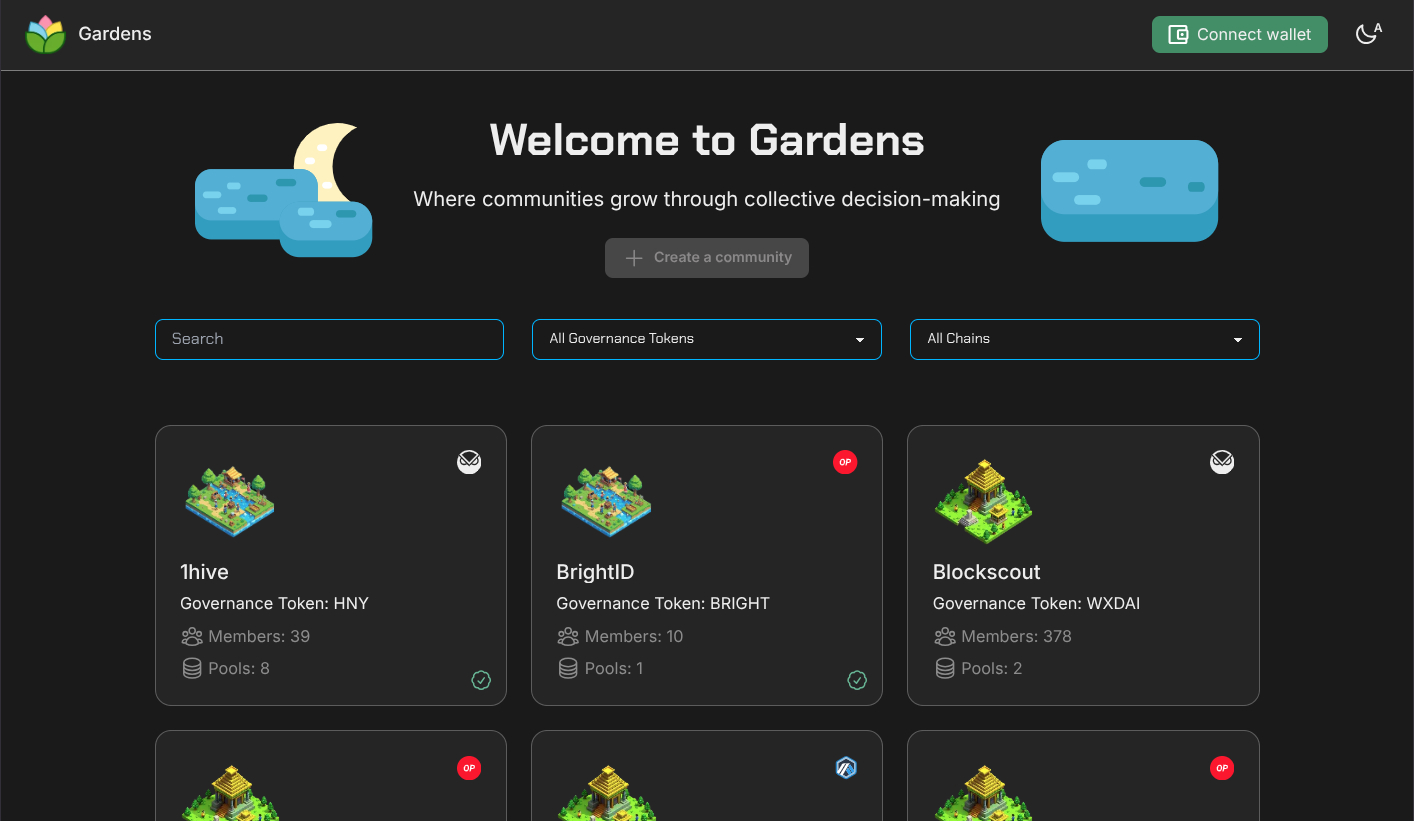 Gardens
Connect wallet
A
Welcome to Gardens
Where communities grow through collective decision-making
Create a community
Search
All Governance Tokens
All Chains
1hive
Governance Token: HNY
Members: 39
Pools: 8
OP
BrightID
Governance Token: BRIGHT
Members: 10
Pools: 1
Blockscout
Governance Token: WXDAI
Members: 378
Pools: 2
OP
OP